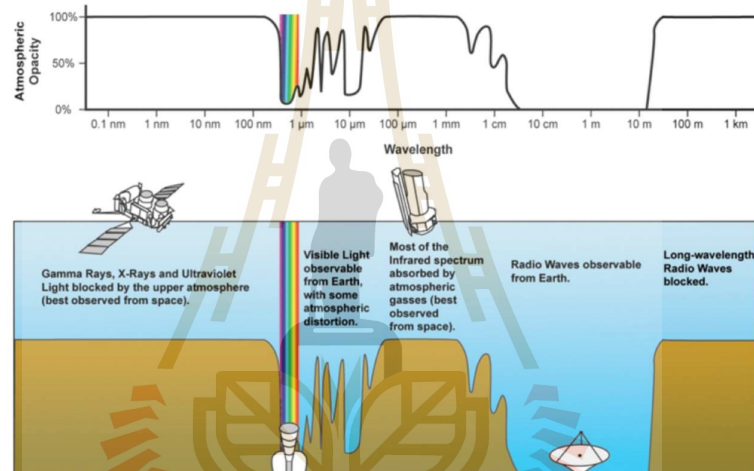 Atmospheric
Opacity
100%
50%
0%
0.1 nm 1 nm 10 nm 100 nm 1 µm 10 µm 100 µm 1 mm 1 cm 10 cm 1 m 10 m 100 m 1 km
Wavelength
Gamma Rays, X-Rays and Ultraviolet
Light blocked by the upper atmosphere
(best observed from space).
Visible Light
observable
from Earth,
with some
atmospheric
distortion.
Most of the
Infrared spectrum
absorbed by
atmospheric
gasses (best
observed
from space).
Radio Waves observable
from Earth.
Long-wavelength
Radio Waves
blocked.